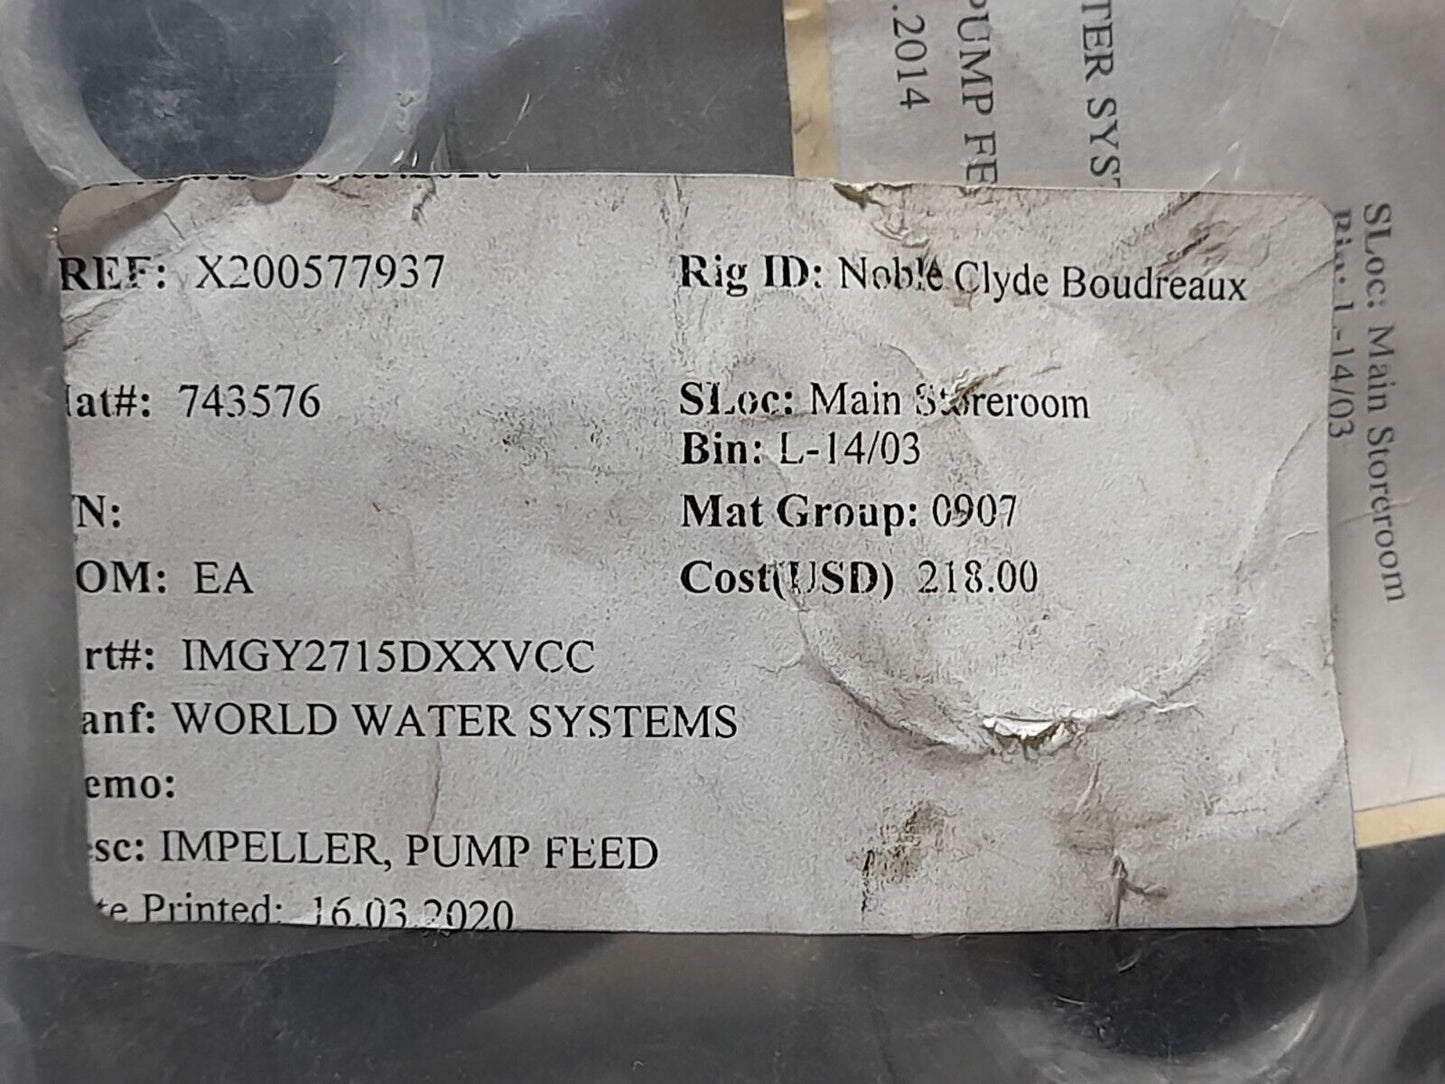 REF: X200577937
Rig ID: Noble Clyde Boudreaux
at#: 743576
SLoc: Main Storeroom
Bin: L-14/03
N:
Mat Group: 0907
OM: EA
Cost(USD) 218.00
rt#: IMGY2715DXXVCC
anf: WORLD WATER SYSTEMS
emo:
sc: IMPELLER, PUMP FEED
te Printed: 16.03.2020
TER SYST
PUMP FE
.2014
SLoc: Main Storeroom
Bin: L-14/03